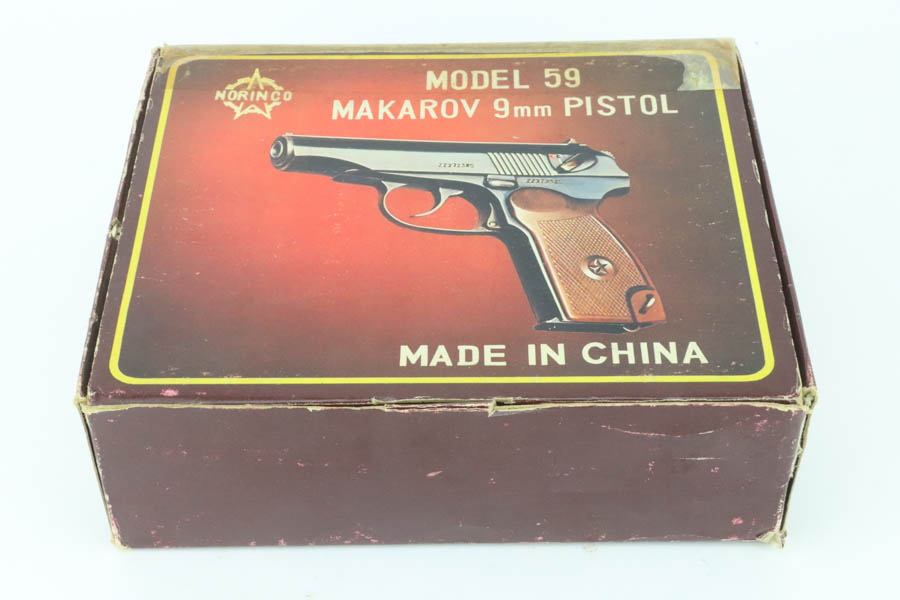 NORINCO
MODEL 59
MAKAROV 9mm PISTOL
MADE IN CHINA